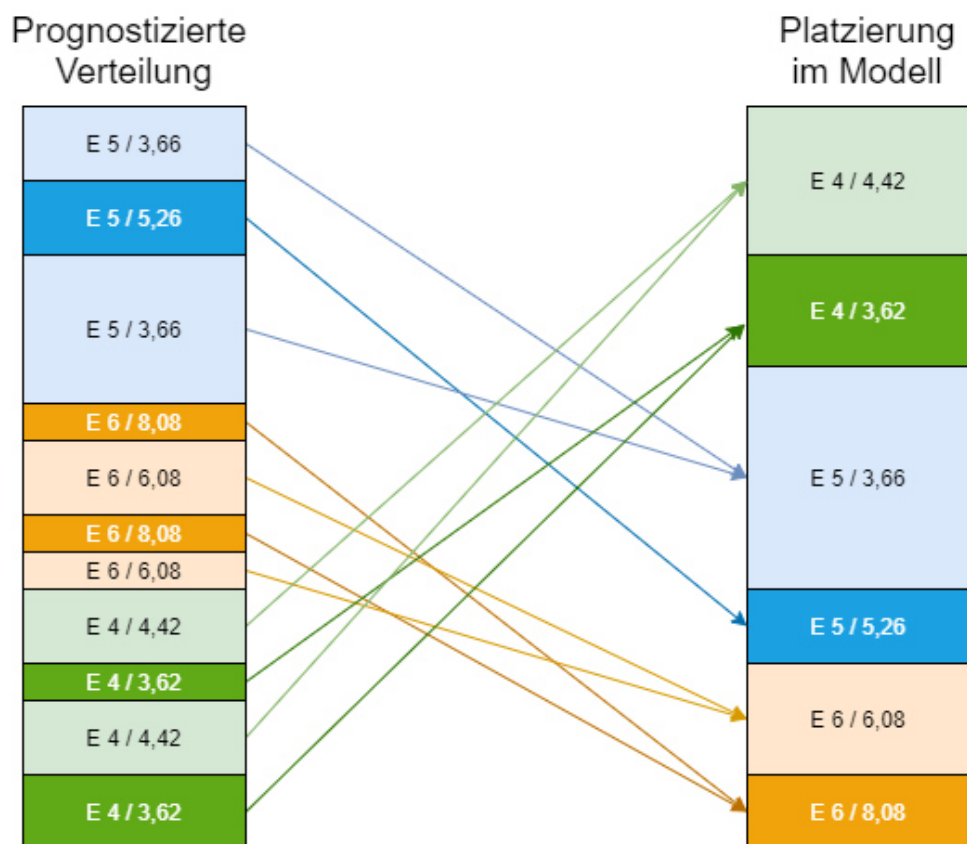 Prognostizierte
Verteilung
E 5 / 3,66
E 5 / 5,26
E 5 / 3,66
E 6 / 8,08
E 6 / 6,08
E 6 / 8,08
E 6 / 6,08
E 4 / 4,42
E 4 / 3,62
E 4 / 4,42
E 4 / 3,62
Platzierung
im Modell
E 4 / 4,42
E 4 / 3,62
E 5 / 3,66
E 5 / 5,26
E 6 / 6,08
E 6 / 8,08